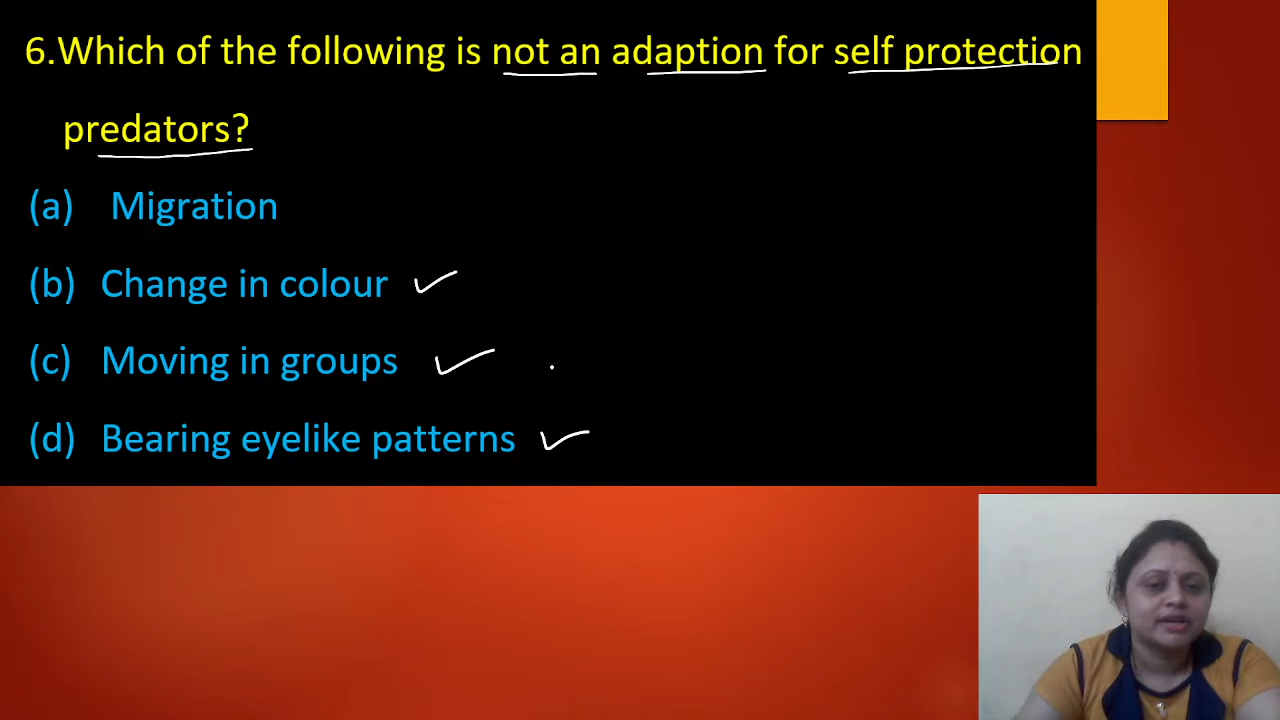 6.Which of the following is not an adaption for self protection
predators?
(a) Migration
(b) Change in colour
(c) Moving in groups
(d) Bearing eyelike patterns